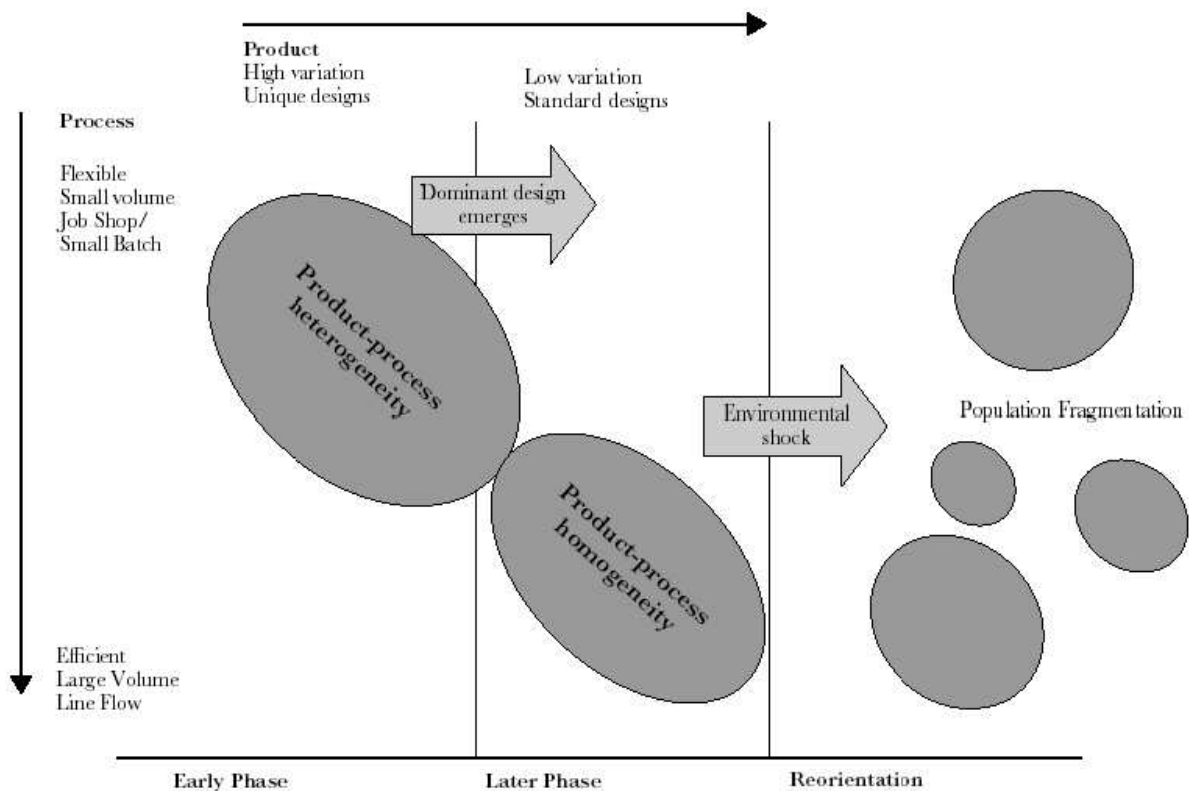 Product
High variation
Unique designs
Low variation
Standard designs
Process
Flexible
Small volume
Job Shop/
Small Batch
Dominant design
emerges
Product-process
heterogeneity
Environmental
shock
Population Fragmentation
Product-process
homogeneity
Efficient
Large Volume
Line Flow
Early Phase
Later Phase
Reorientation